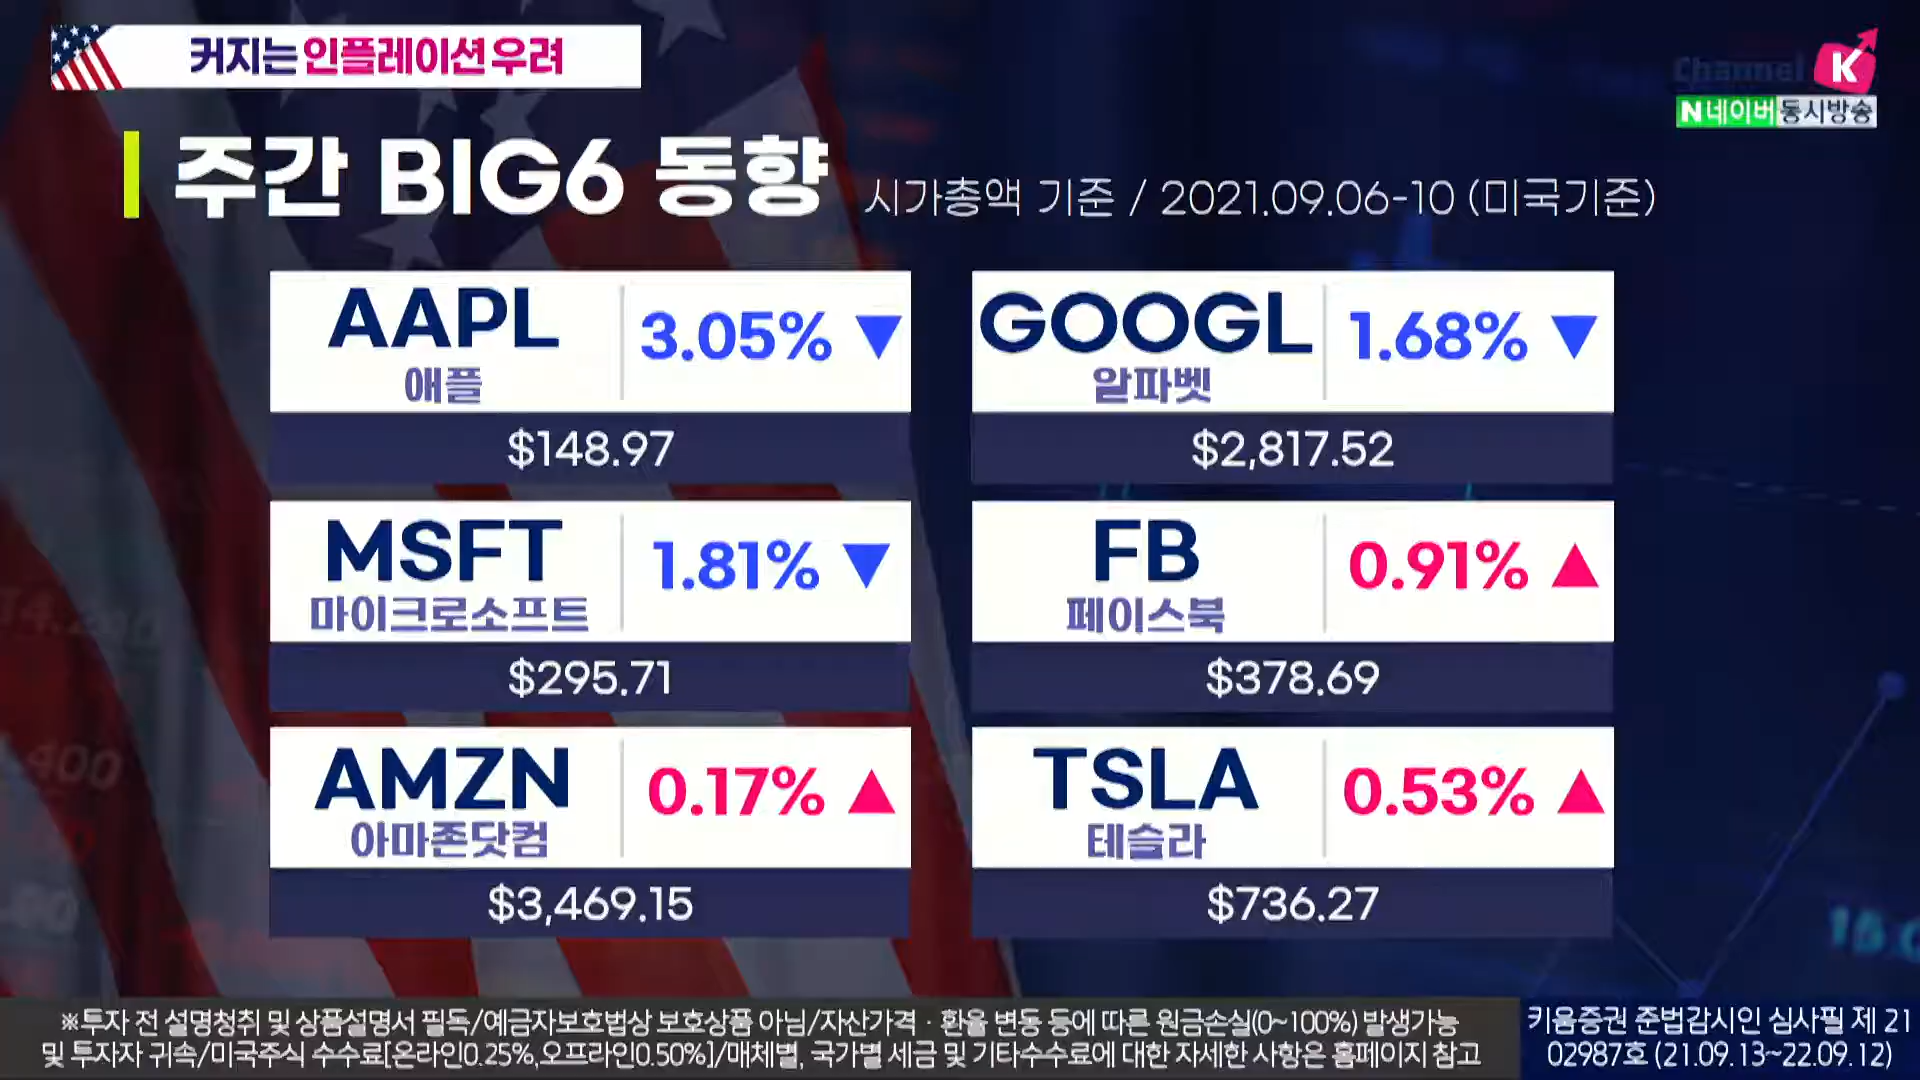 커지는 인플레이션 우려
Channel K
N 네이버 동시방송
주간 BIG6 동향 시가총액 기준 / 2021.09.06-10 (미국기준)
AAPL 3.05% ▼
애플
$148.97
GOOGL 1.68% ▼
알파벳
$2,817.52
MSFT 1.81% ▼
마이크로소프트
$295.71
FB 0.91% ▲
페이스북
$378.69
AMZN 0.17% ▲
아마존닷컴
$3,469.15
TSLA 0.53% ▲
테슬라
$736.27
※투자 전 설명청취 및 상품설명서 필독/예금자보호법상 보호상품 아님/자산가격 · 환율 변동 등에 따른 원금손실(0~100%) 발생가능
및 투자자 귀속/미국주식 수수료[온라인0.25%,오프라인0.50%]/매체별, 국가별 세금 및 기타수수료에 대한 자세한 사항은 홈페이지 참고
키움증권 준법감시인 심사필 제 21
02987호 (21.09.13~22.09.12)